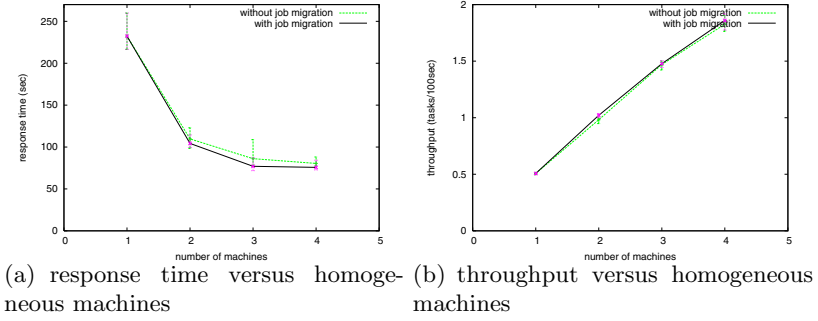 without job migration
with job migration
response time (sec)
250
200
150
100
50
0
0 1 2 3 4 5
number of machines
without job migration
with job migration
throughput (tasks/100sec)
2
1.5
1
0.5
0
0 1 2 3 4 5
number of machines
(a) response time versus homoge-
neous machines
(b) throughput versus homogeneous
machines